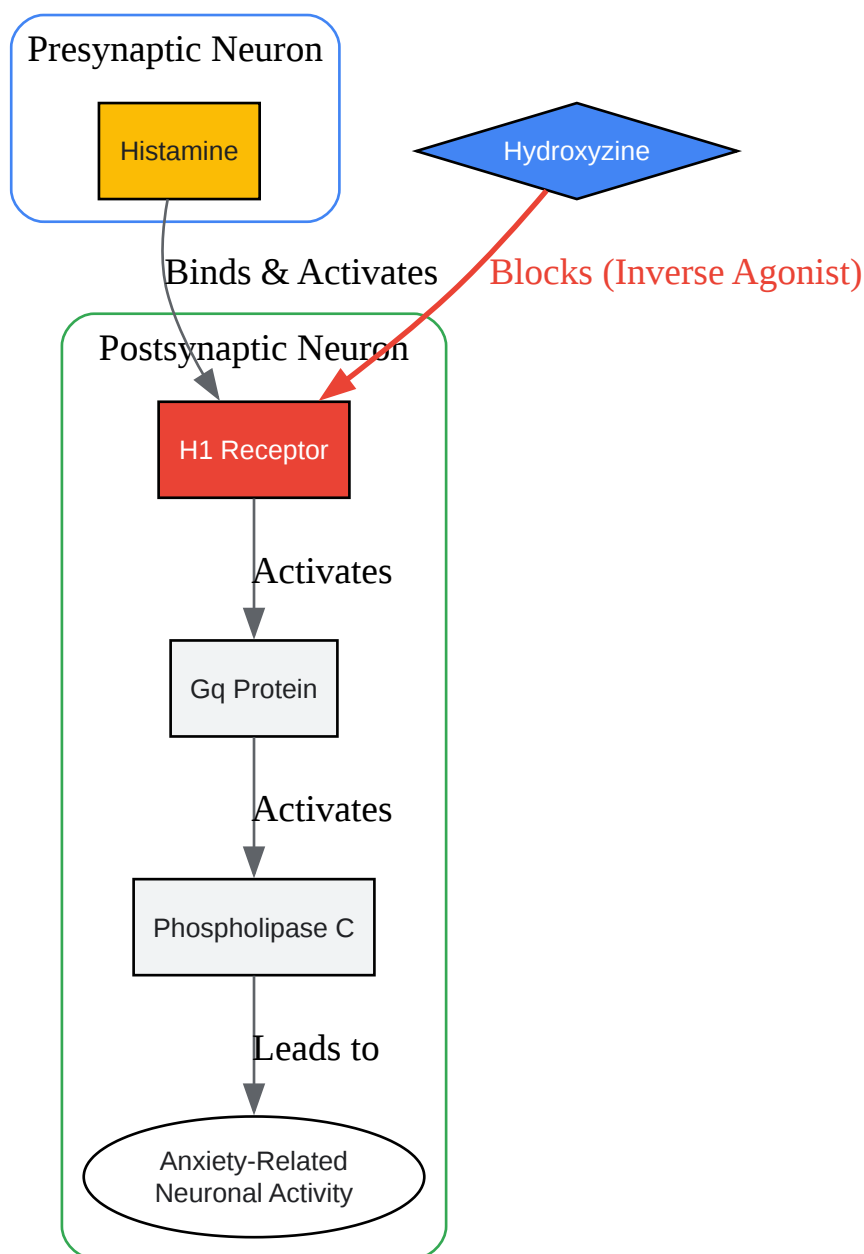 Presynaptic Neuron
Histamine
Hydroxyzine
Binds & Activates
Blocks (Inverse Agonist)
Postsynaptic Neuron
H1 Receptor
Activates
Gq Protein
Activates
Phospholipase C
Leads to
Anxiety-Related
Neuronal Activity